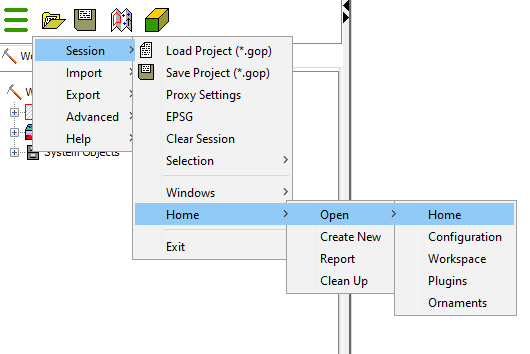 Session
Import
Export
Advanced
Help
Load Project (*.gop)
Save Project (*.gop)
Proxy Settings
EPSG
Clear Session
Selection
Windows
Home
Exit
Open
Create New
Report
Clean Up
Home
Configuration
Workspace
Plugins
Ornaments
System Objects